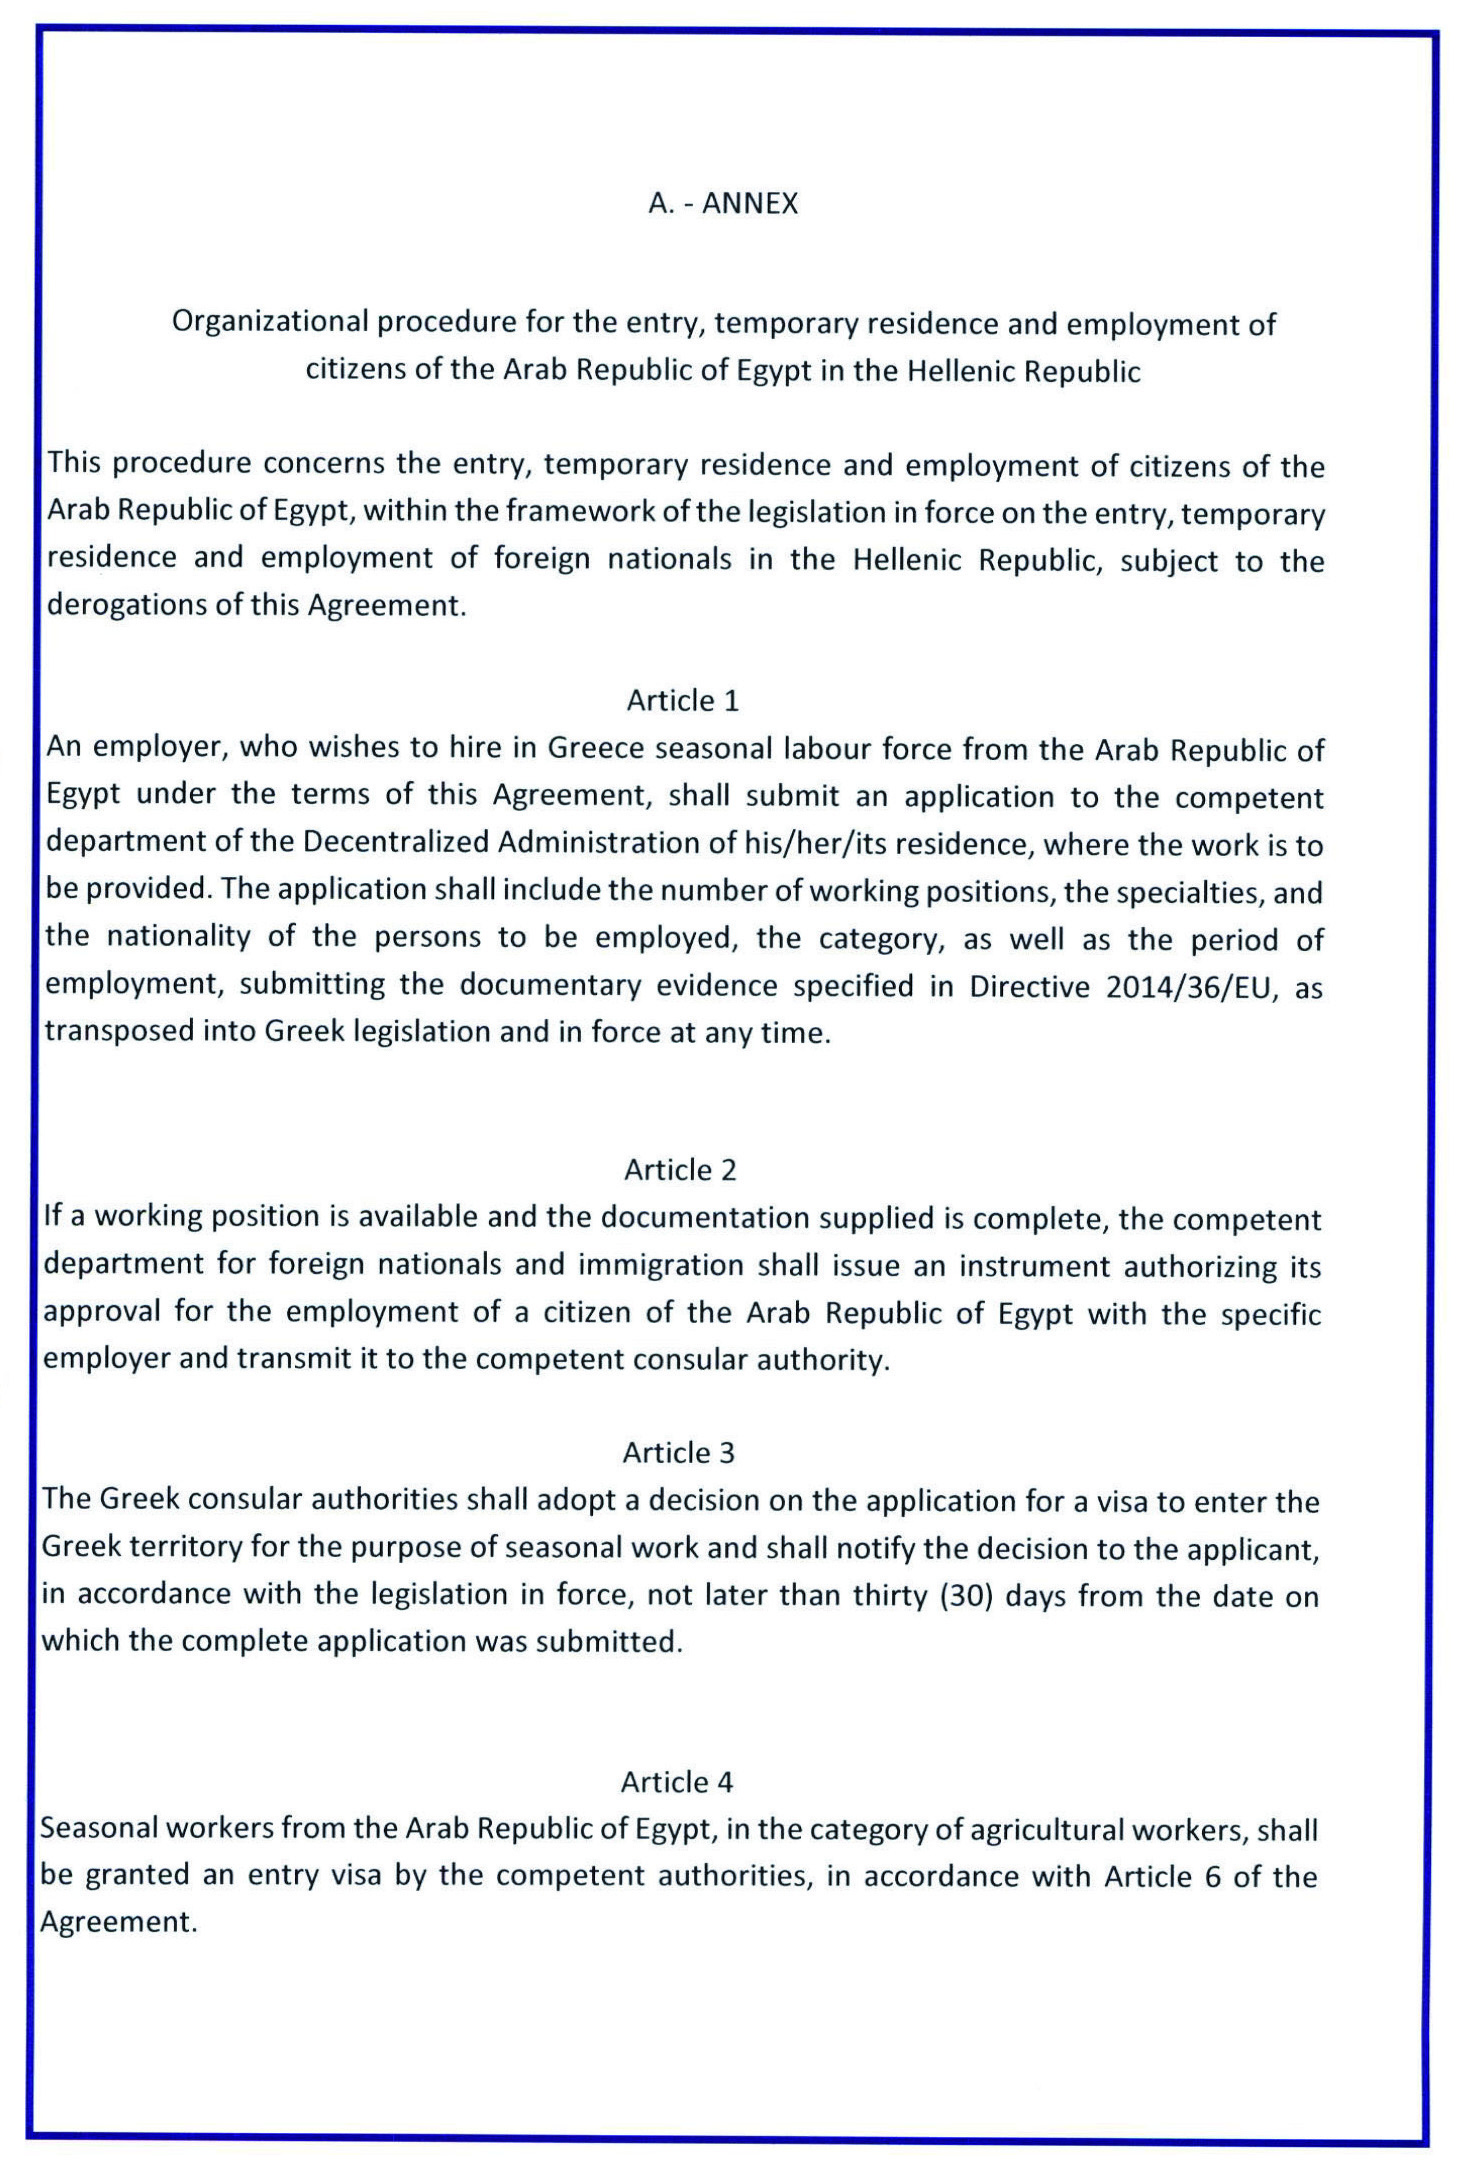 A. - ANNEX
Organizational procedure for the entry, temporary residence and employment of
citizens of the Arab Republic of Egypt in the Hellenic Republic
This procedure concerns the entry, temporary residence and employment of citizens of the
Arab Republic of Egypt, within the framework of the legislation in force on the entry, temporary
residence and employment of foreign nationals in the Hellenic Republic, subject to the
derogations of this Agreement.
Article 1
An employer, who wishes to hire in Greece seasonal labour force from the Arab Republic of
Egypt under the terms of this Agreement, shall submit an application to the competent
department of the Decentralized Administration of his/her/its residence, where the work is to
be provided. The application shall include the number of working positions, the specialties, and
the nationality of the persons to be employed, the category, as well as the period of
employment, submitting the documentary evidence specified in Directive 2014/36/EU, as
transposed into Greek legislation and in force at any time.
Article 2
If a working position is available and the documentation supplied is complete, the competent
department for foreign nationals and immigration shall issue an instrument authorizing its
approval for the employment of a citizen of the Arab Republic of Egypt with the specific
employer and transmit it to the competent consular authority.
Article 3
The Greek consular authorities shall adopt a decision on the application for a visa to enter the
Greek territory for the purpose of seasonal work and shall notify the decision to the applicant,
in accordance with the legislation in force, not later than thirty (30) days from the date on
which the complete application was submitted.
Article 4
Seasonal workers from the Arab Republic of Egypt, in the category of agricultural workers, shall
be granted an entry visa by the competent authorities, in accordance with Article 6 of the
Agreement.